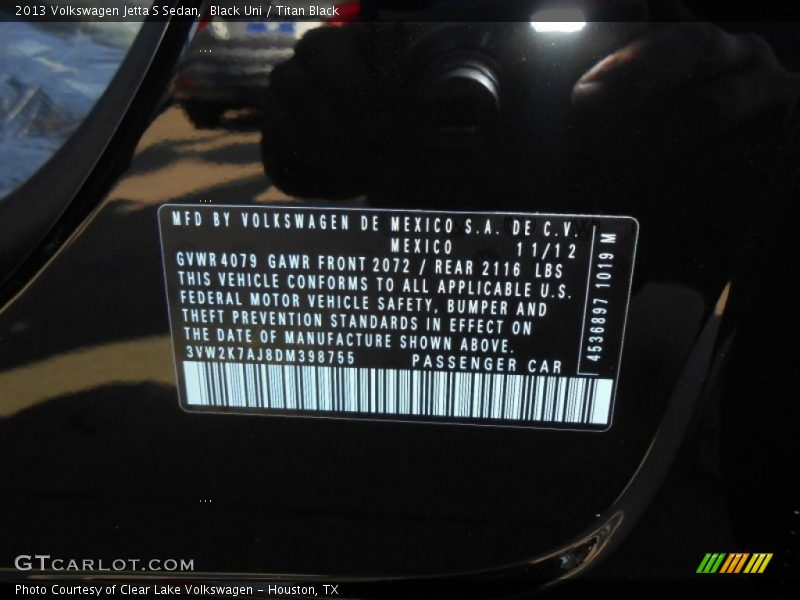 2013 Volkswagen Jetta S Sedan, Black Uni / Titan Black
MFD BY VOLKSWAGEN DE MEXICO S.A. DE C.V.
MEXICO 11/12
GVWR 4079 GAWR FRONT 2072 / REAR 2116 LBS
THIS VEHICLE CONFORMS TO ALL APPLICABLE U.S.
FEDERAL MOTOR VEHICLE SAFETY, BUMPER AND
THEFT PREVENTION STANDARDS IN EFFECT ON
THE DATE OF MANUFACTURE SHOWN ABOVE.
3VW2K7AJ8DM398755 PASSENGER CAR
4536897 1019 M
GTCARLOT.COM
Photo Courtesy of Clear Lake Volkswagen - Houston, TX